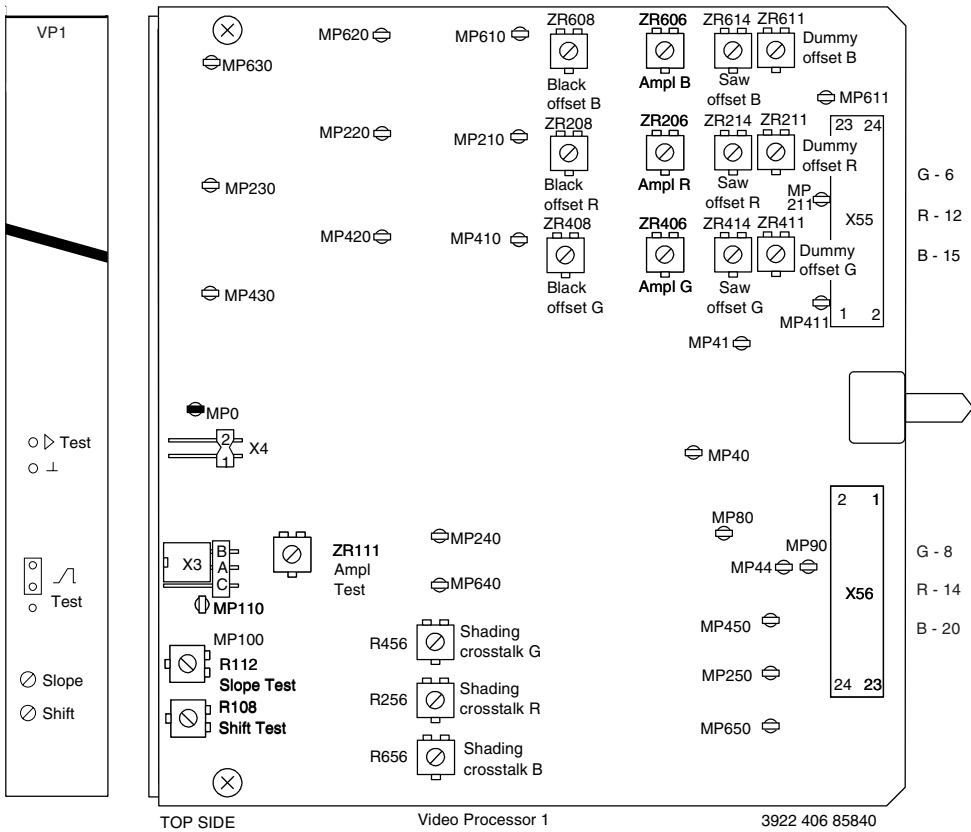 VP1
Test
Test
Slope
Shift
MP620
MP610
ZR608
ZR606
ZR614
ZR611
MP630
Black
offset B
Ampl B
Saw
offset B
Dummy
offset B
MP611
MP220
MP210
ZR208
ZR206
ZR214
ZR211
23 24
MP230
Black
offset R
Ampl R
Saw
offset R
Dummy
offset R
MP
211
X55
G - 6
R - 12
B - 15
MP420
MP410
ZR408
ZR406
ZR414
ZR411
MP430
Black
offset G
Ampl G
Saw
offset G
Dummy
offset G
MP411
1 2
MP41
MP0
2
1
X4
MP40
2 1
MP80
MP90
MP44
X56
G - 8
R - 14
B - 20
X3
B
A
C
ZR111
Ampl
Test
MP240
MP640
MP110
MP100
R112
Slope Test
R108
Shift Test
R456
Shading
crosstalk G
R256
Shading
crosstalk R
R656
Shading
crosstalk B
MP450
MP250
MP650
24 23
TOP SIDE
Video Processor 1
3922 406 85840